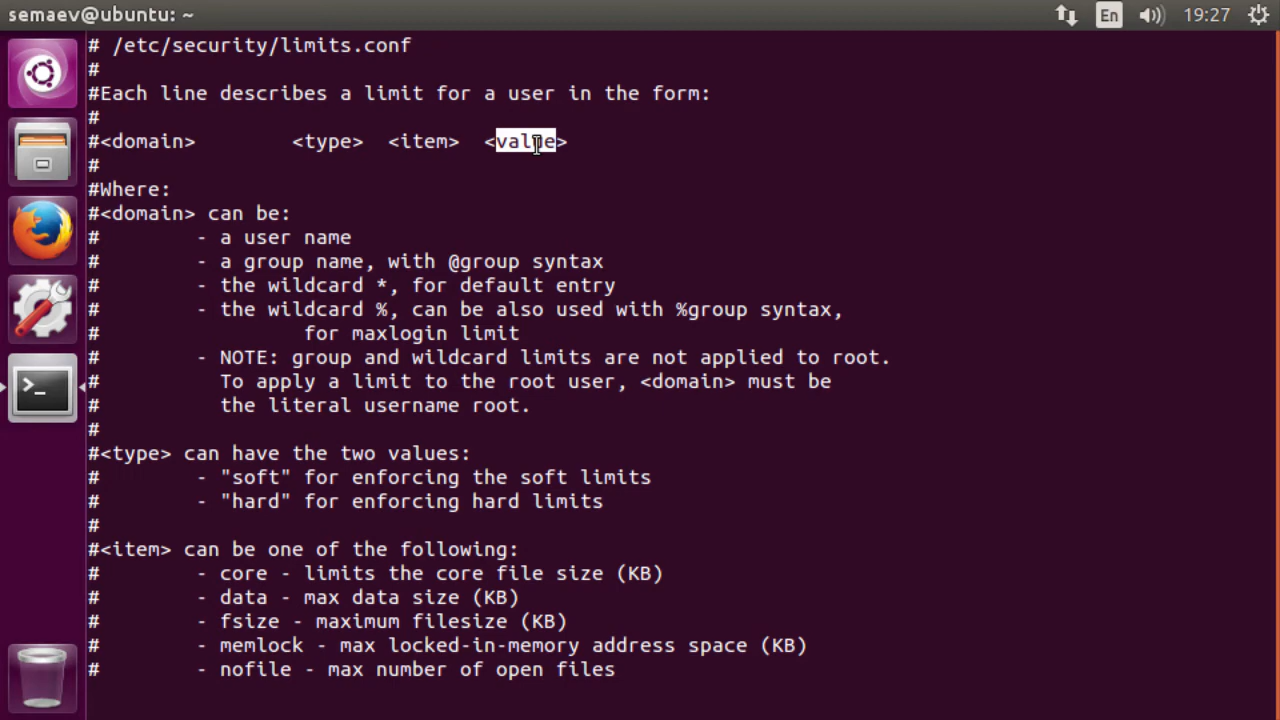 semaev@ubuntu: ~
En
19:27
# /etc/security/limits.conf
#
#Each line describes a limit for a user in the form:
#
#<domain>        <type>  <item>  <value>
#
#Where:
#<domain> can be:
#        - a user name
#        - a group name, with @group syntax
#        - the wildcard *, for default entry
#        - the wildcard %, can be also used with %group syntax,
#                 for maxlogin limit
#        - NOTE: group and wildcard limits are not applied to root.
#          To apply a limit to the root user, <domain> must be
#          the literal username root.
#
#<type> can have the two values:
#        - "soft" for enforcing the soft limits
#        - "hard" for enforcing hard limits
#
#<item> can be one of the following:
#        - core - limits the core file size (KB)
#        - data - max data size (KB)
#        - fsize - maximum filesize (KB)
#        - memlock - max locked-in-memory address space (KB)
#        - nofile - max number of open files